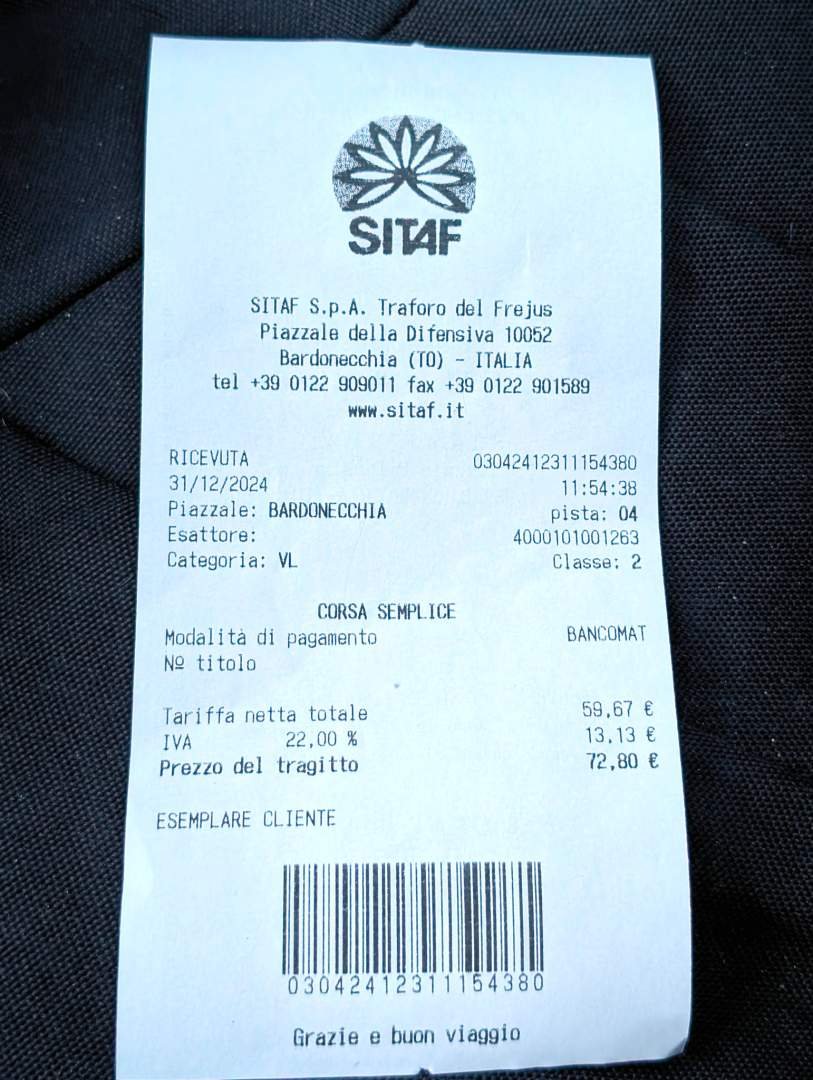 SITAF
SITAF S.p.A. Traforo del Frejus
Piazzale della Difensiva 10052
Bardonecchia (TO) - ITALIA
tel +39 0122 909011 fax +39 0122 901589
www.sitaf.it
RICEVUTA 03042412311154380
31/12/2024 11:54:38
Piazzale: BARDONECCHIA pista: 04
Esattore: 4000101001263
Categoria: VL Classe: 2
CORSA SEMPLICE
Modalità di pagamento BANCOMAT
Nº titolo
Tariffa netta totale 59,67 €
IVA 22,00 % 13,13 €
Prezzo del tragitto 72,80 €
ESEMPLARE CLIENTE
03042412311154380
Grazie e buon viaggio